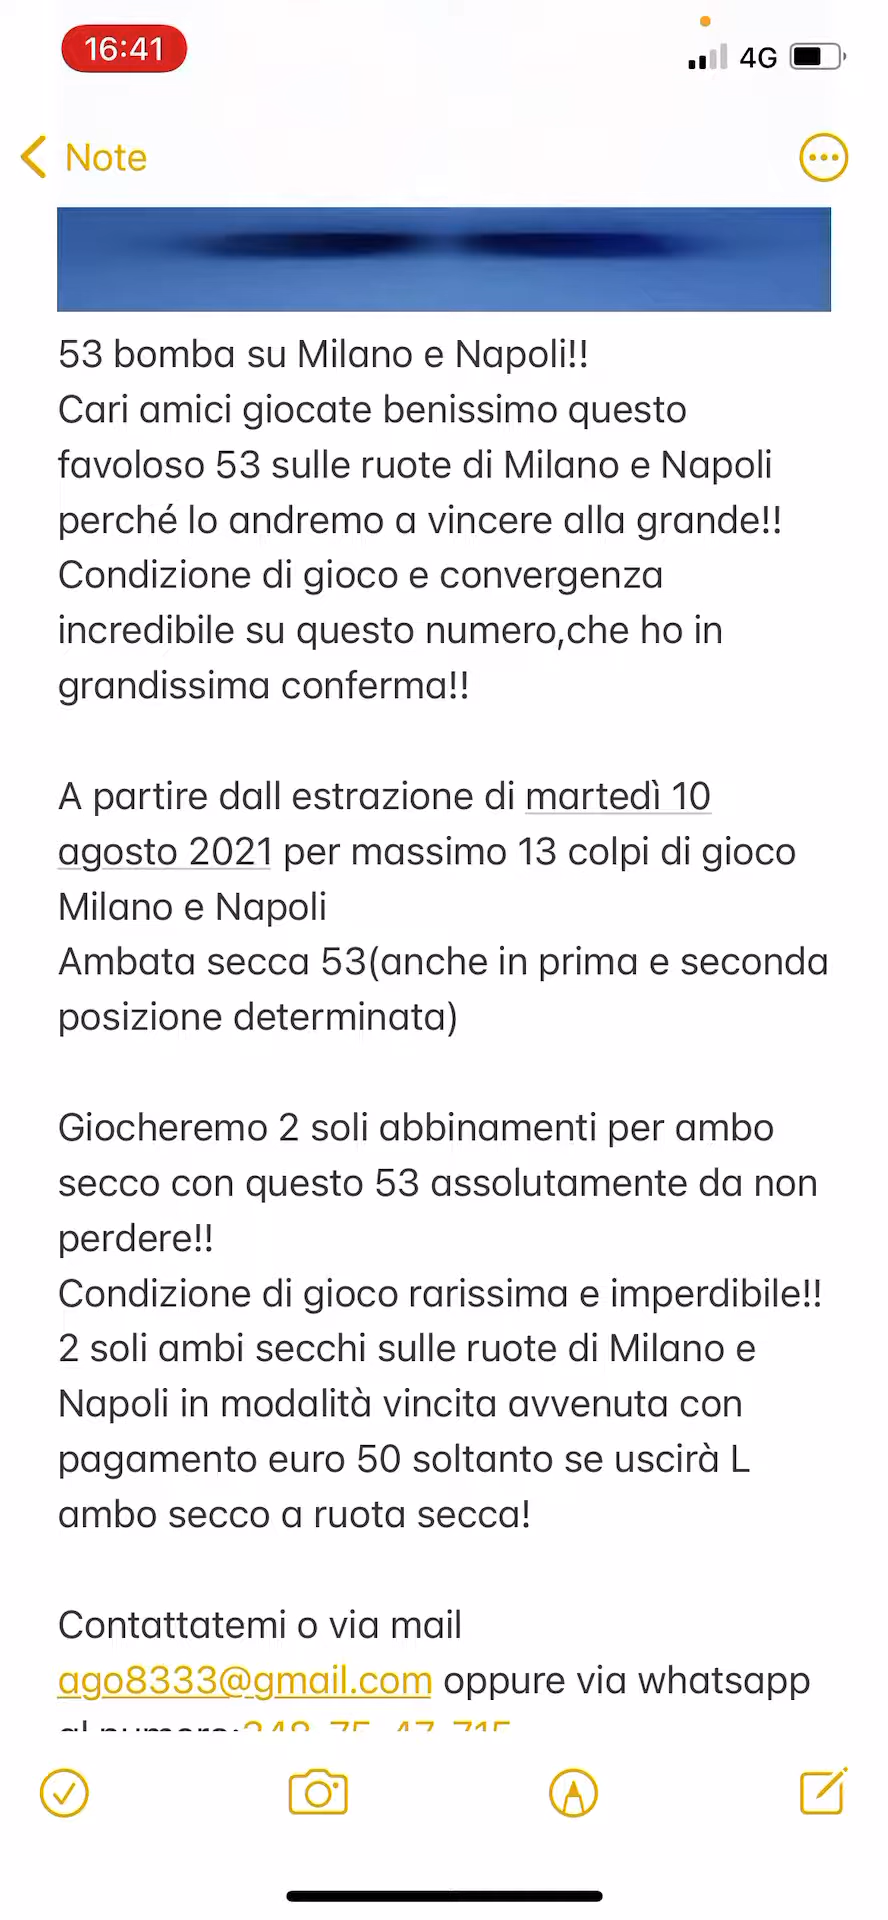 16:41
4G
Note
53 bomba su Milano e Napoli!!
Cari amici giocate benissimo questo
favoloso 53 sulle ruote di Milano e Napoli
perché lo andremo a vincere alla grande!!
Condizione di gioco e convergenza
incredibile su questo numero,che ho in
grandissima conferma!!
A partire dall estrazione di martedì 10
agosto 2021 per massimo 13 colpi di gioco
Milano e Napoli
Ambata secca 53(anche in prima e seconda
posizione determinata)
Giocheremo 2 soli abbinamenti per ambo
secco con questo 53 assolutamente da non
perdere!!
Condizione di gioco rarissima e imperdibile!!
2 soli ambi secchi sulle ruote di Milano e
Napoli in modalità vincita avvenuta con
pagamento euro 50 soltanto se uscirà L
ambo secco a ruota secca!
Contattatemi o via mail
ago8333@gmail.com oppure via whatsapp
al numero: